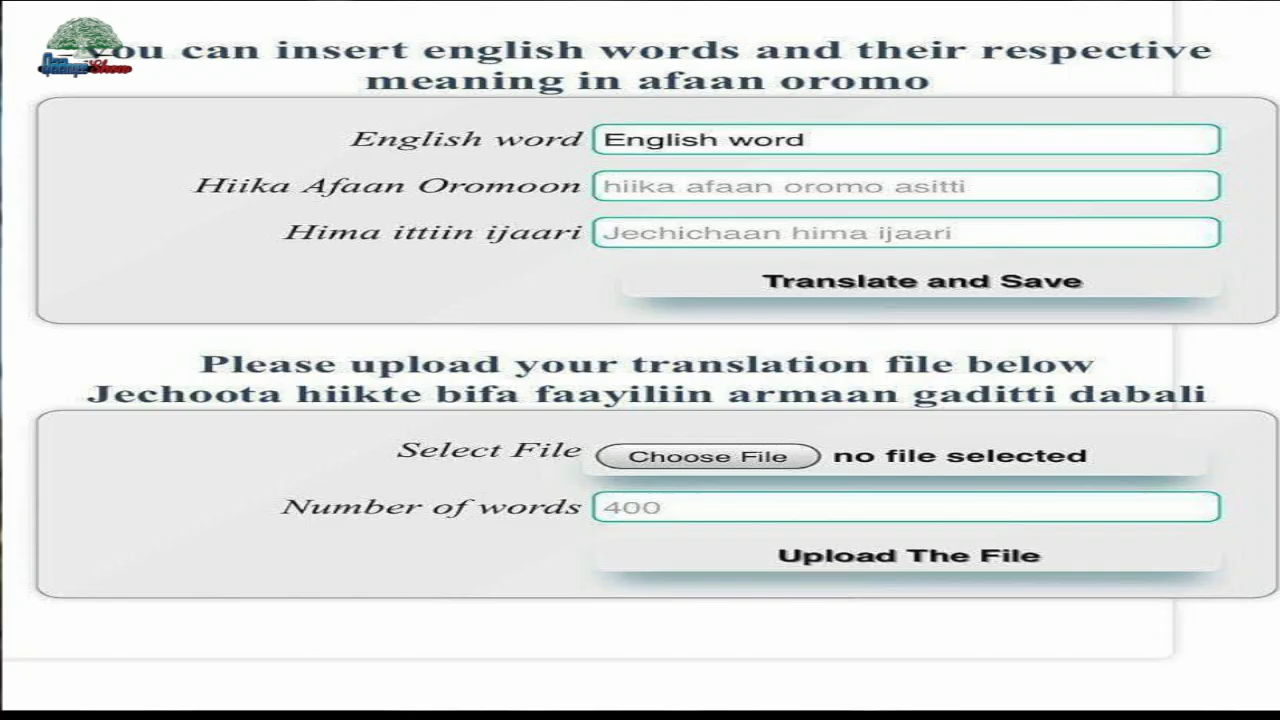 you can insert english words and their respective
meaning in afaan oromo
English word English word
Hiika Afaan Oromoon hiika afaan oromo asitti
Hima ittiin ijaari Jechichaan hima ijaari
Translate and Save
Please upload your translation file below
Jechoota hiikte bifa faayiliin armaan gaditti dabali
Select File Choose File no file selected
Number of words 400
Upload The File